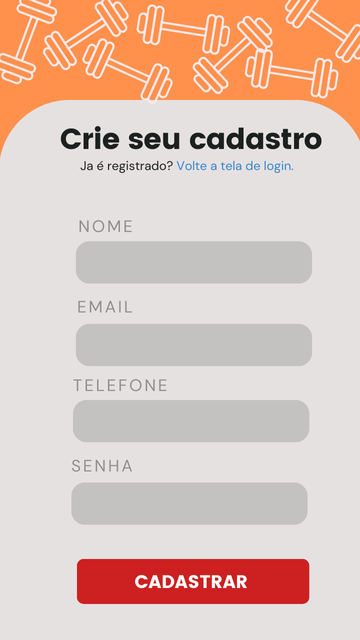 Crie seu cadastro
Ja é registrado? Volte a tela de login.
NOME
EMAIL
TELEFONE
SENHA
CADASTRAR